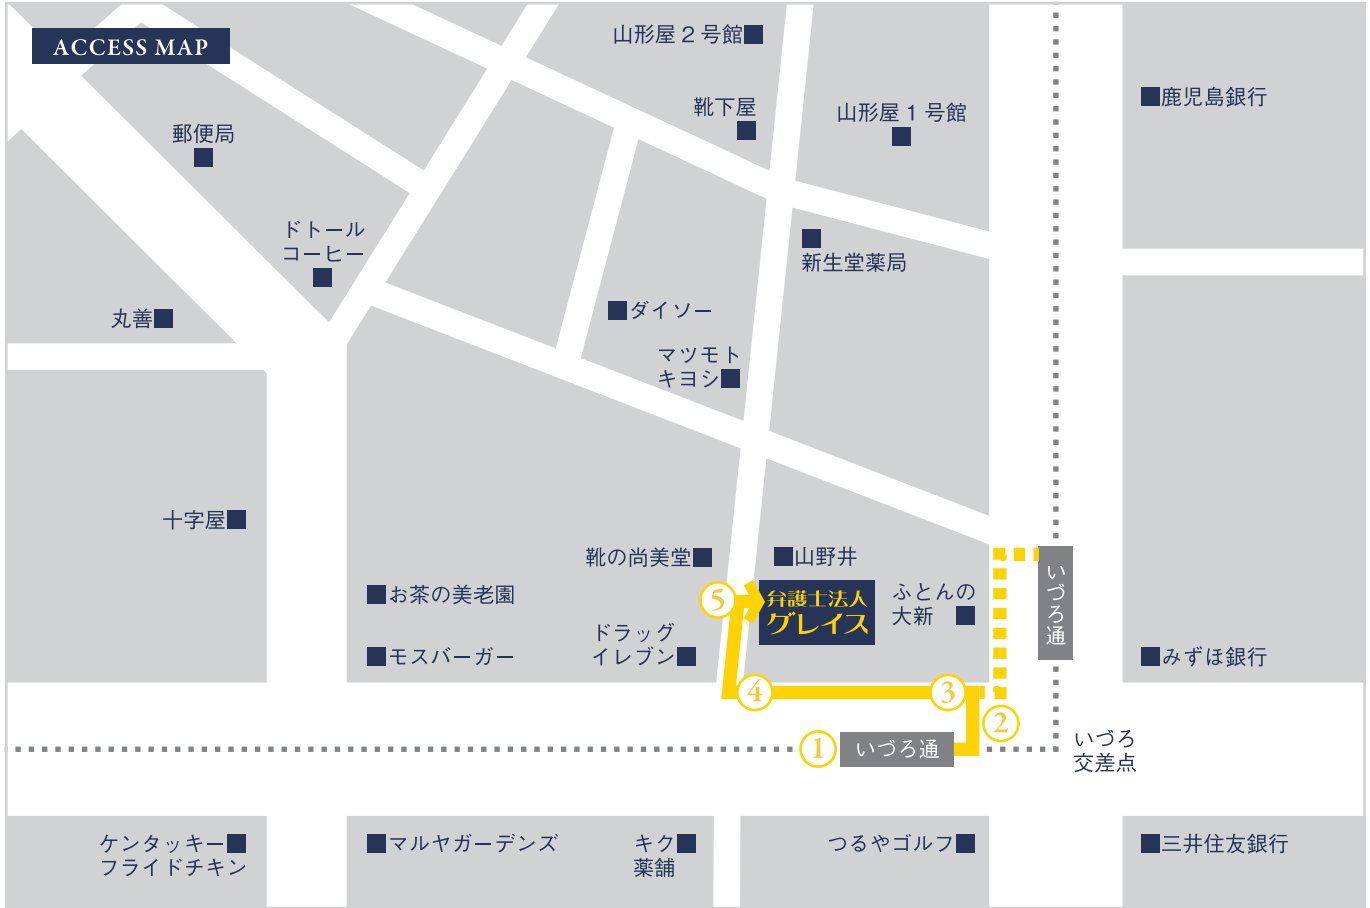 ACCESS MAP
山形屋2号館
鹿児島銀行
靴下屋
山形屋1号館
郵便局
ドトール
コーヒー
新生堂薬局
丸善
ダイソー
マツモト
キヨシ
十字屋
靴の尚美堂
山野井
お茶の美老園
弁護士法人
グレイス
ふとんの
大新
いづろ通
ドラッグ
イレブン
モスバーガー
みずほ銀行
⑤
④
③
②
①
いづろ通
いづろ
交差点
ケンタッキー
フライドチキン
マルヤガーデンズ
キク
薬舗
つるやゴルフ
三井住友銀行